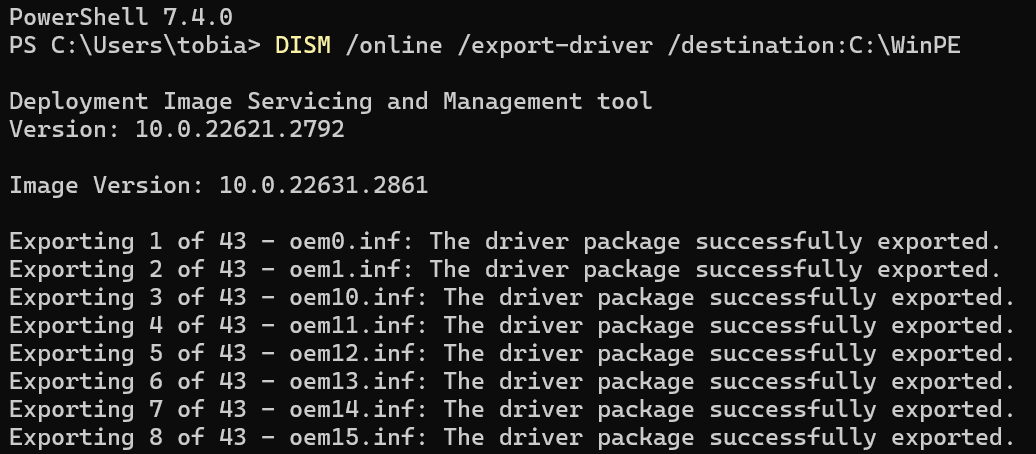 PowerShell 7.4.0
PS C:\Users\tobia> DISM /online /export-driver /destination:C:\WinPE
Deployment Image Servicing and Management tool
Version: 10.0.22621.2792
Image Version: 10.0.22631.2861
Exporting 1 of 43 - oem0.inf: The driver package successfully exported.
Exporting 2 of 43 - oem1.inf: The driver package successfully exported.
Exporting 3 of 43 - oem10.inf: The driver package successfully exported.
Exporting 4 of 43 - oem11.inf: The driver package successfully exported.
Exporting 5 of 43 - oem12.inf: The driver package successfully exported.
Exporting 6 of 43 - oem13.inf: The driver package successfully exported.
Exporting 7 of 43 - oem14.inf: The driver package successfully exported.
Exporting 8 of 43 - oem15.inf: The driver package successfully exported.